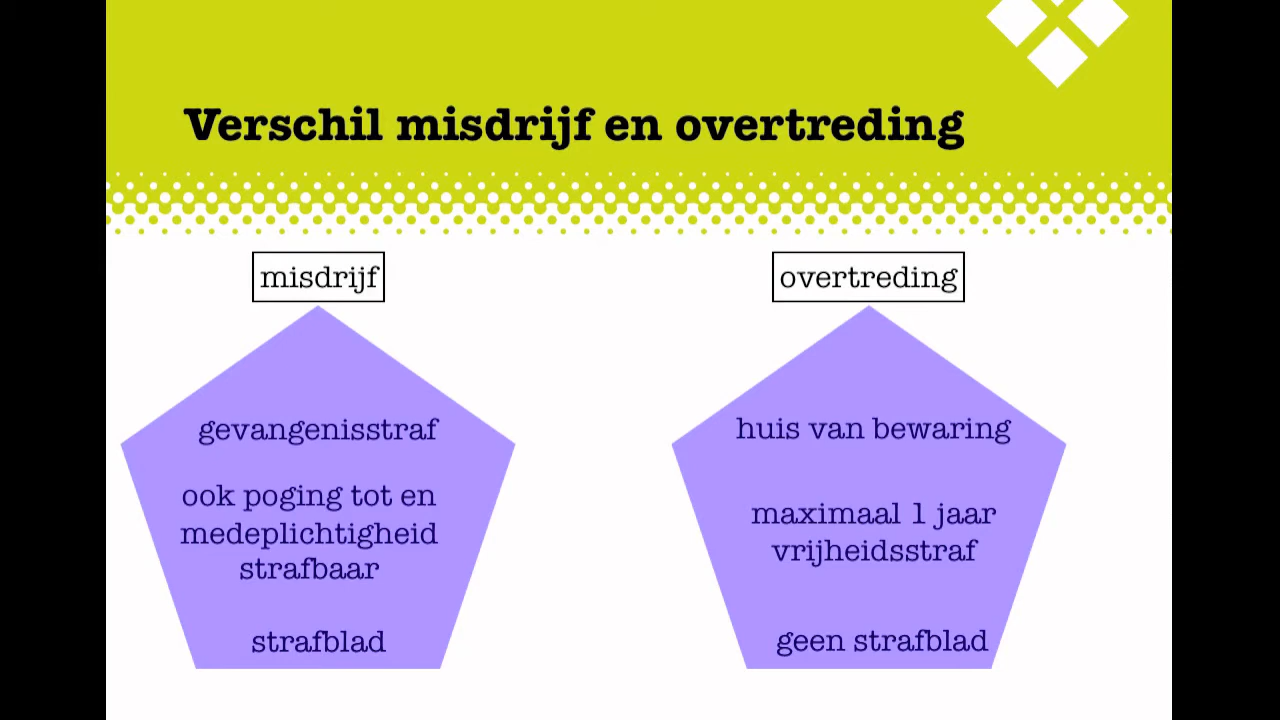 Verschil misdrijf en overtreding
misdrijf
gevangenisstraf
ook poging tot en
medeplichtigheid
strafbaar
strafblad
overtreding
huis van bewaring
maximaal 1 jaar
vrijheidsstraf
geen strafblad